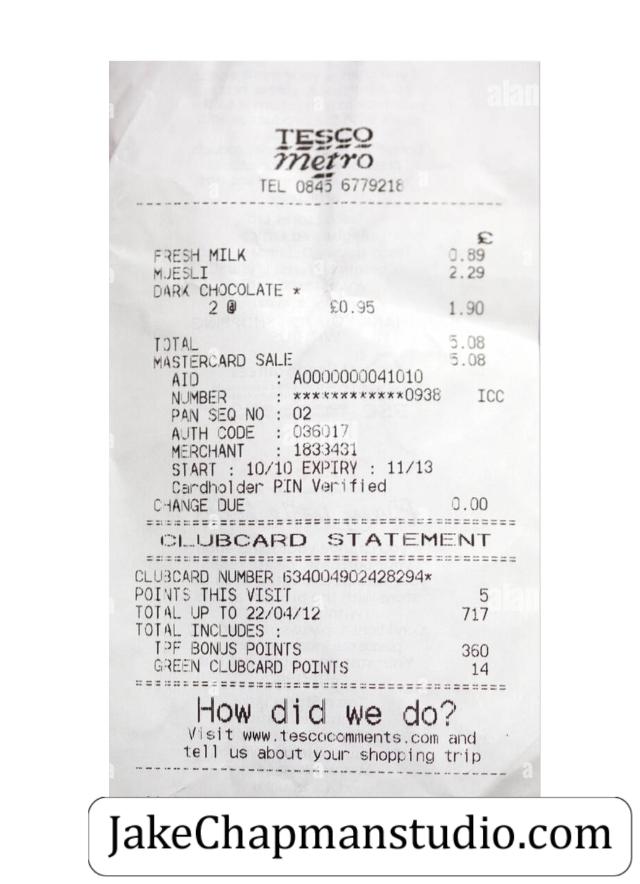 TESCO
metro
TEL 0845 6779218
£
FRESH MILK 0.89
MUESLI 2.29
DARK CHOCOLATE *
2 @ £0.95 1.90
TOTAL 5.08
MASTERCARD SALE 5.08
AID : A0000000041010
NUMBER : ************0938 ICC
PAN SEQ NO : 02
AUTH CODE : 036017
MERCHANT : 1833431
START : 10/10 EXPIRY : 11/13
Cardholder PIN Verified
CHANGE DUE 0.00
CLUBCARD STATEMENT
CLUBCARD NUMBER 634004902428294*
POINTS THIS VISIT 5
TOTAL UP TO 22/04/12 717
TOTAL INCLUDES :
TPF BONUS POINTS 360
GREEN CLUBCARD POINTS 14
How did we do?
Visit www.tescocomments.com and
tell us about your shopping trip
JakeChapmanstudio.com